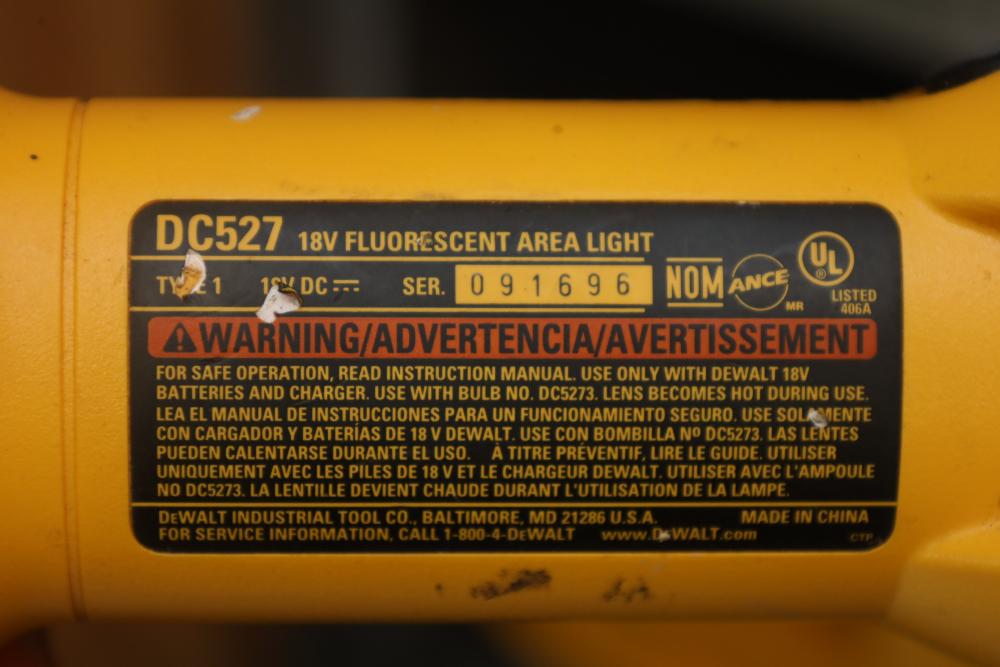 DC527 18V FLUORESCENT AREA LIGHT
TYPE 1 18V DC SER. 091696 NOM ANCE MR UL ® LISTED 406A
WARNING/ADVERTENCIA/AVERTISSEMENT
FOR SAFE OPERATION, READ INSTRUCTION MANUAL. USE ONLY WITH DEWALT 18V
BATTERIES AND CHARGER. USE WITH BULB NO. DC5273. LENS BECOMES HOT DURING USE.
LEA EL MANUAL DE INSTRUCCIONES PARA UN FUNCIONAMIENTO SEGURO. USE SOLAMENTE
CON CARGADOR Y BATERÍAS DE 18 V DEWALT. USE CON BOMBILLA Nº DC5273. LAS LENTES
PUEDEN CALENTARSE DURANTE EL USO. À TITRE PRÉVENTIF, LIRE LE GUIDE. UTILISER
UNIQUEMENT AVEC LES PILES DE 18 V ET LE CHARGEUR DEWALT. UTILISER AVEC L'AMPOULE
NO DC5273. LA LENTILLE DEVIENT CHAUDE DURANT L'UTILISATION DE LA LAMPE.
DEWALT INDUSTRIAL TOOL CO., BALTIMORE, MD 21286 U.S.A. MADE IN CHINA
FOR SERVICE INFORMATION, CALL 1-800-4-DEWALT www.DEWALT.com CTP